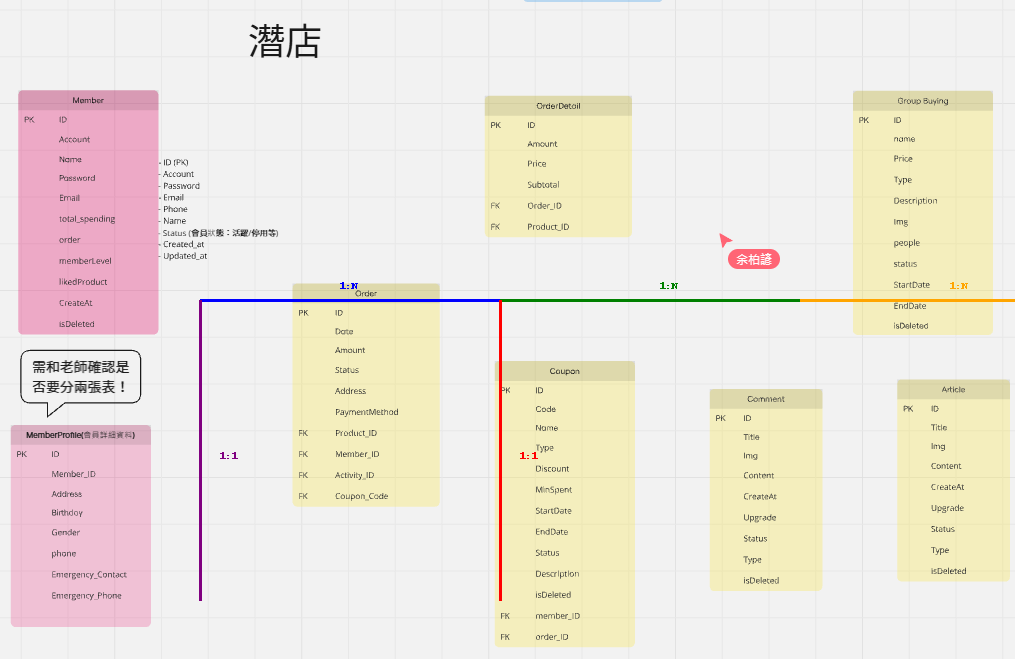 潛店
Member
PK ID
Account
Name
Password
Email
total_spending
order
memberLevel
likedProduct
CreateAt
isDeleted
- ID (PK)
- Account
- Password
- Email
- Phone
- Name
- Status (會員狀態：活躍/停用等)
- Created_at
- Updated_at
需和老師確認是
否要分兩張表！
MemberProfile(會員詳細資料)
PK ID
Member_ID
Address
Birthday
Gender
phone
Emergency_Contact
Emergency_Phone
1:1
1:N
Order
PK ID
Date
Amount
Status
Address
PaymentMethod
FK Product_ID
FK Member_ID
FK Activity_ID
FK Coupon_Code
OrderDetail
PK ID
Amount
Price
Subtotal
FK Order_ID
FK Product_ID
Coupon
PK ID
Code
Name
Type
1:1
Discount
MinSpent
StartDate
EndDate
Status
Description
isDeleted
FK member_ID
FK order_ID
余柏諺
1:N
Comment
PK ID
Title
Img
Content
CreateAt
Upgrade
Status
Type
isDeleted
Group Buying
PK ID
name
Price
Type
Description
Img
people
status
StartDate
1:N
EndDate
isDeleted
Article
PK ID
Title
Img
Content
CreateAt
Upgrade
Status
Type
isDeleted